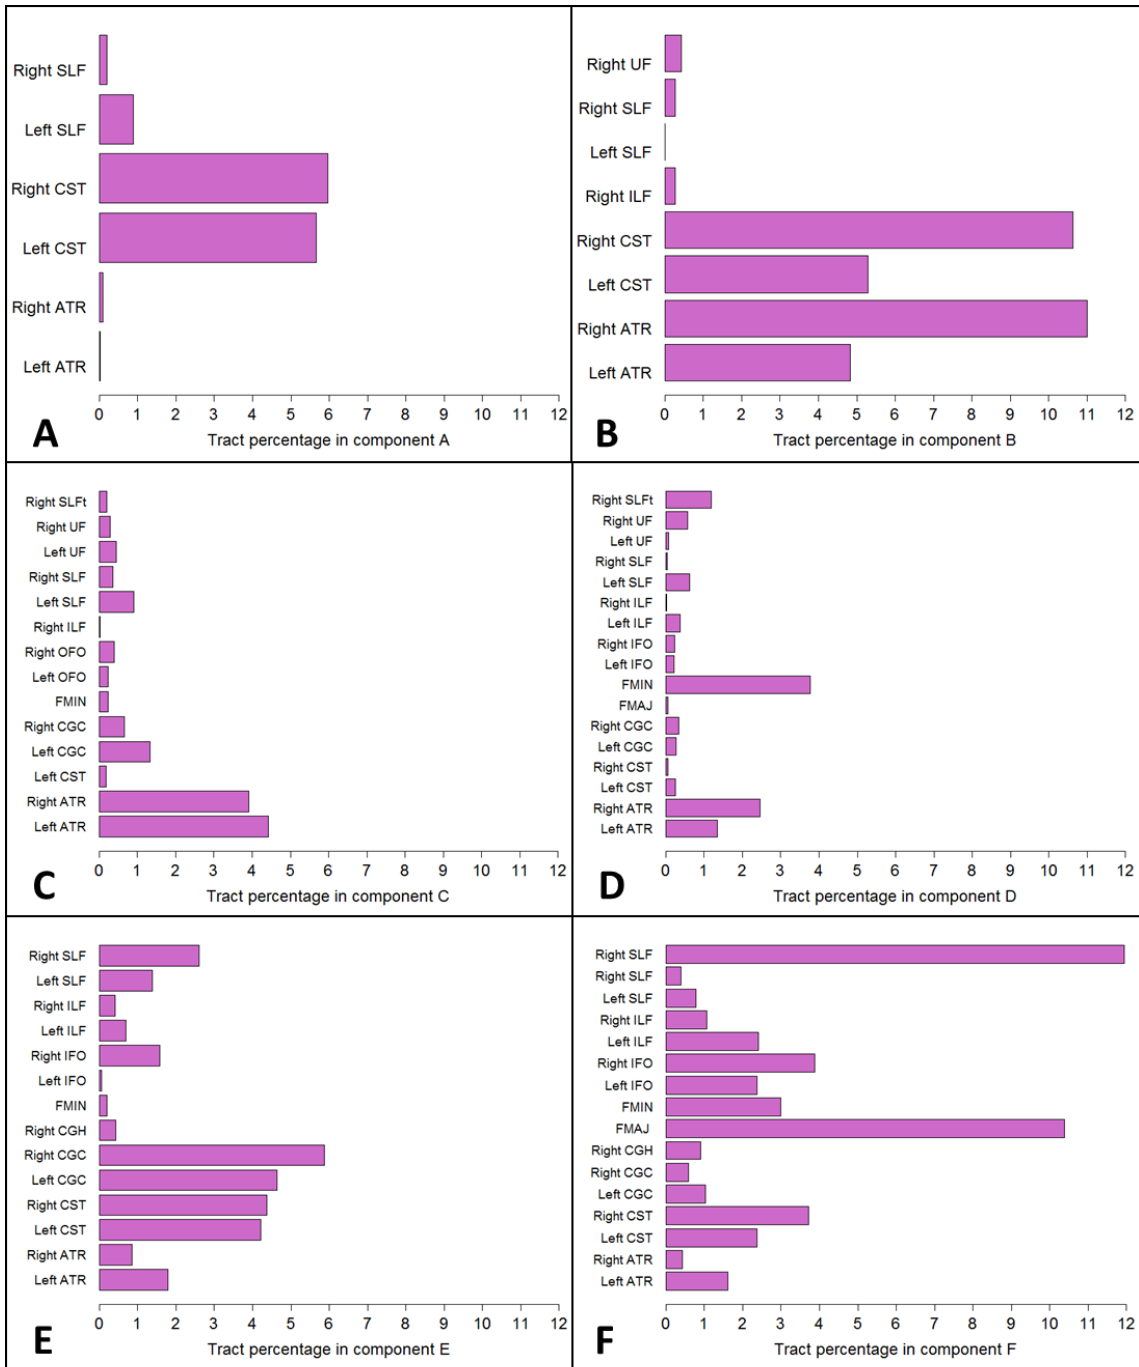 Right SLF
Left SLF
Right CST
Left CST
Right ATR
Left ATR
0 1 2 3 4 5 6 7 8 9 10 11 12
Tract percentage in component A
A
Right UF
Right SLF
Left SLF
Right ILF
Right CST
Left CST
Right ATR
Left ATR
0 1 2 3 4 5 6 7 8 9 10 11 12
Tract percentage in component B
B
Right SLFt
Right UF
Left UF
Right SLF
Left SLF
Right ILF
Right OFO
Left OFO
FMIN
Right CGC
Left CGC
Left CST
Right ATR
Left ATR
0 1 2 3 4 5 6 7 8 9 10 11 12
Tract percentage in component C
C
Right SLFt
Right UF
Left UF
Right SLF
Left SLF
Right ILF
Left ILF
Right IFO
Left IFO
FMIN
FMAJ
Right CGC
Left CGC
Right CST
Left CST
Right ATR
Left ATR
0 1 2 3 4 5 6 7 8 9 10 11 12
Tract percentage in component D
D
Right SLF
Left SLF
Right ILF
Left ILF
Right IFO
Left IFO
FMIN
Right CGH
Right CGC
Left CGC
Right CST
Left CST
Right ATR
Left ATR
0 1 2 3 4 5 6 7 8 9 10 11 12
Tract percentage in component E
E
Right SLF
Right SLF
Left SLF
Right ILF
Left ILF
Right IFO
Left IFO
FMIN
FMAJ
Right CGH
Right CGC
Left CGC
Right CST
Left CST
Right ATR
Left ATR
0 1 2 3 4 5 6 7 8 9 10 11 12
Tract percentage in component F
F